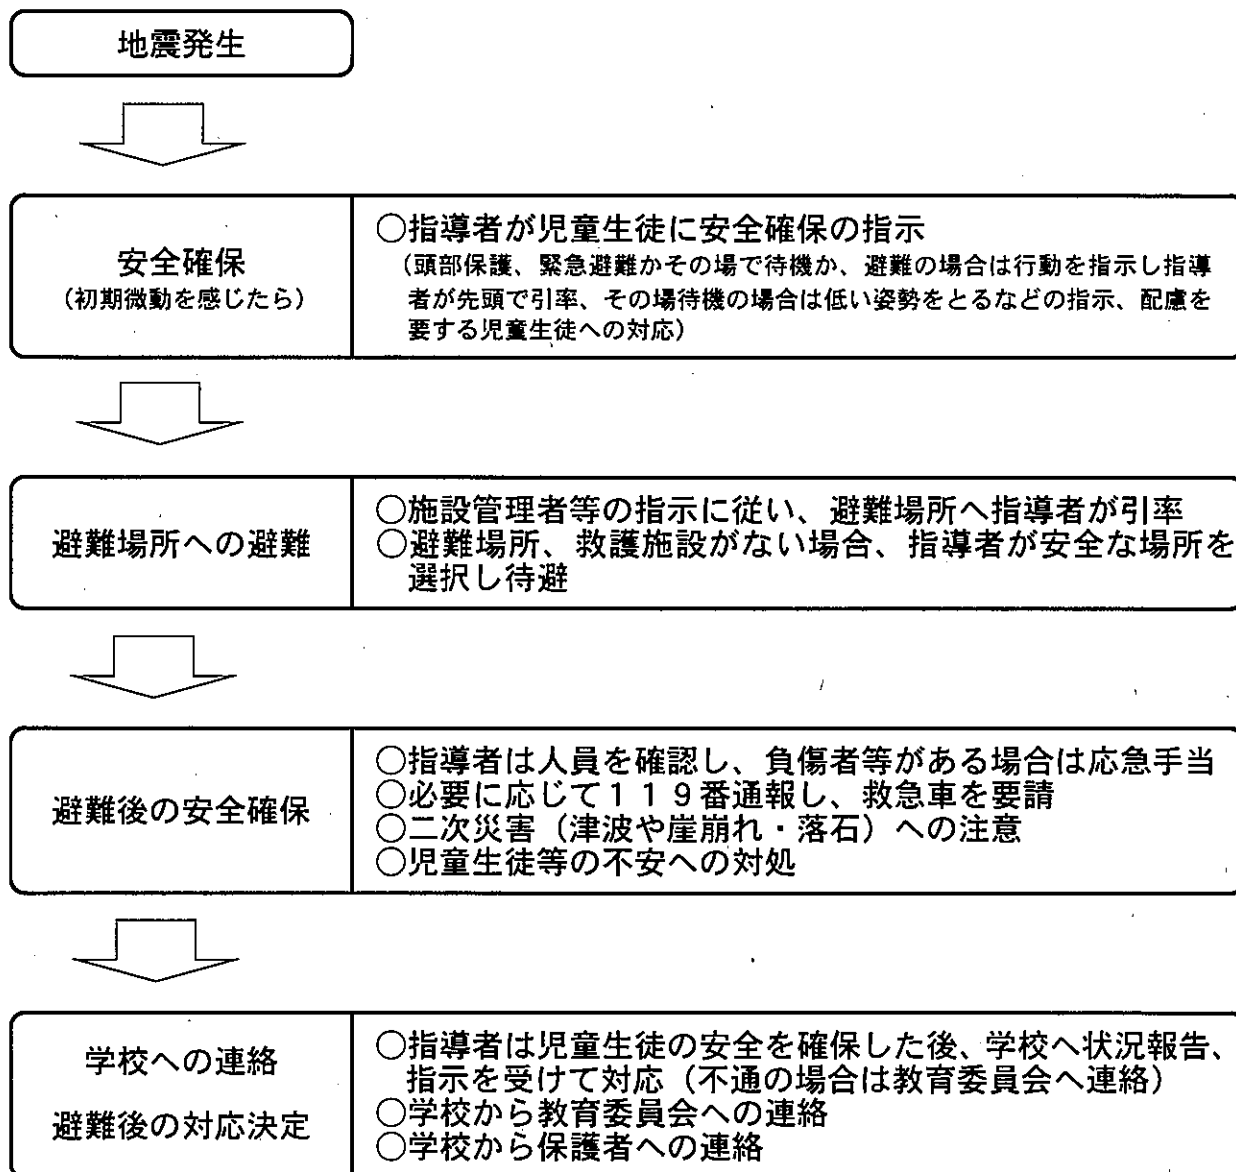 地震発生
安全確保
（初期微動を感じたら）
○指導者が児童生徒に安全確保の指示
（頭部保護、緊急避難かその場で待機か、避難の場合は行動を指示し指導
者が先頭で引率、その場待機の場合は低い姿勢をとるなどの指示、配慮を
要する児童生徒への対応）
避難場所への避難
○施設管理者等の指示に従い、避難場所へ指導者が引率
○避難場所、救護施設がない場合、指導者が安全な場所を
選択し待避
避難後の安全確保
○指導者は人員を確認し、負傷者等がある場合は応急手当
○必要に応じて１１９番通報し、救急車を要請
○二次災害（津波や崖崩れ・落石）への注意
○児童生徒等の不安への対処
学校への連絡
避難後の対応決定
○指導者は児童生徒の安全を確保した後、学校へ状況報告、
指示を受けて対応（不通の場合は教育委員会へ連絡）
○学校から教育委員会への連絡
○学校から保護者への連絡